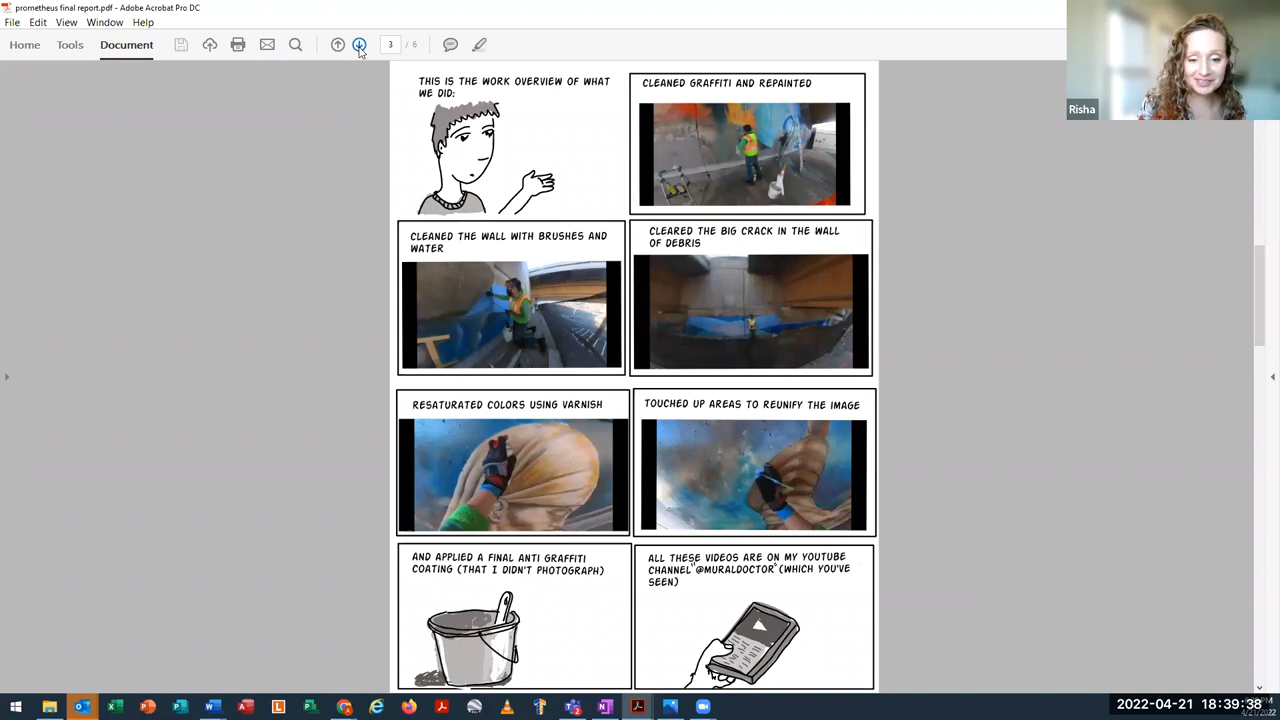 prometheus final report.pdf - Adobe Acrobat Pro DC
File Edit View Window Help
Home Tools Document
3 / 6
Risha
THIS IS THE WORK OVERVIEW OF WHAT
WE DID:
CLEANED GRAFFITI AND REPAINTED
CLEANED THE WALL WITH BRUSHES AND
WATER
CLEARED THE BIG CRACK IN THE WALL
OF DEBRIS
RESATURATED COLORS USING VARNISH
TOUCHED UP AREAS TO REUNIFY THE IMAGE
AND APPLIED A FINAL ANTI GRAFFITI
COATING (THAT I DIDN'T PHOTOGRAPH)
ALL THESE VIDEOS ARE ON MY YOUTUBE
CHANNEL "@MURALDOCTOR" (WHICH YOU'VE
SEEN)
2022-04-21 18:39:38